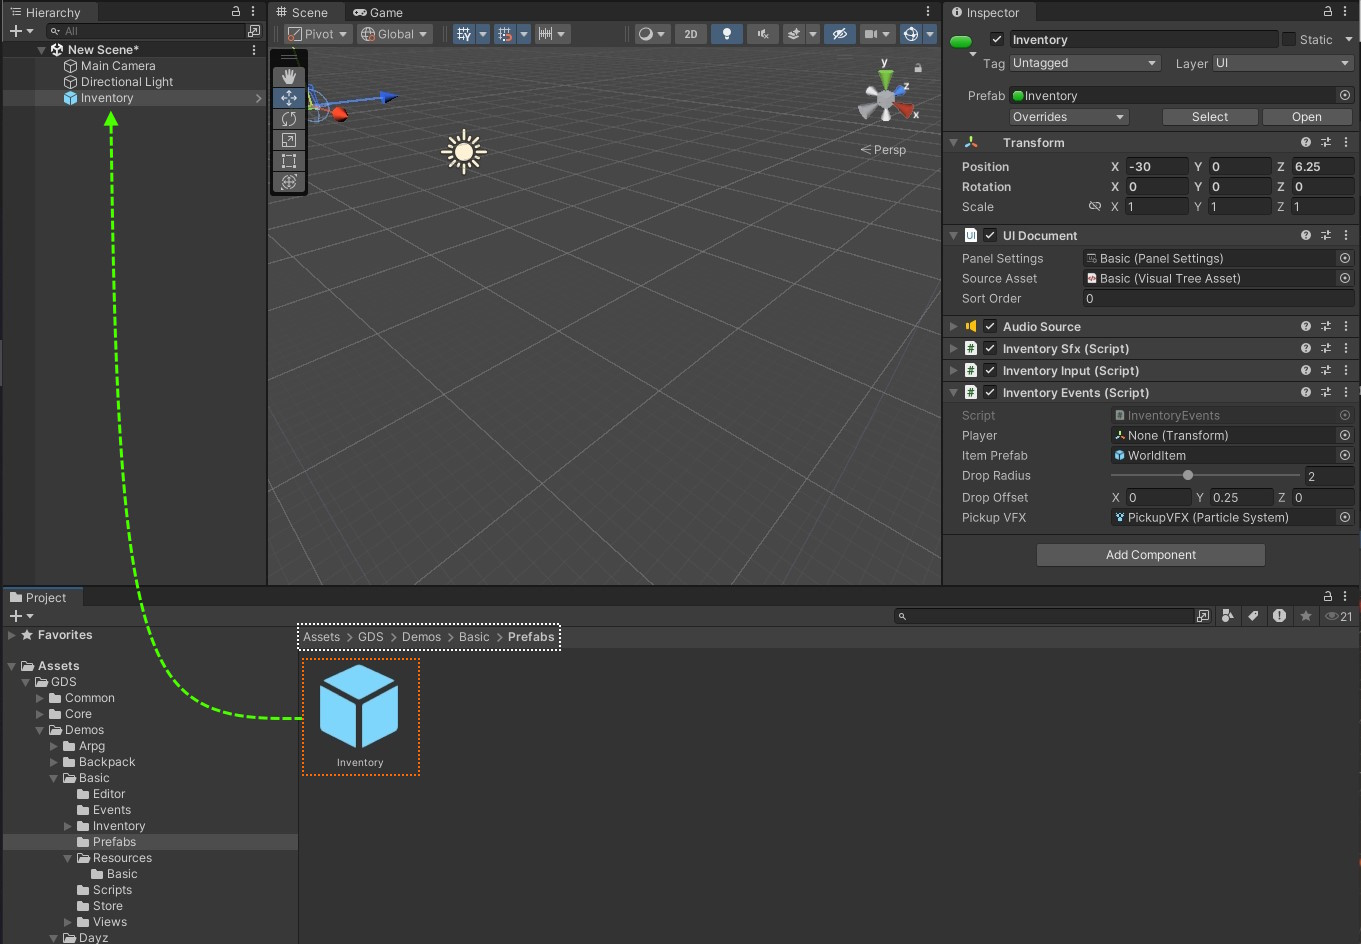 Hierarchy
All
New Scene*
Main Camera
Directional Light
Inventory
Scene Game
Pivot Global 2D
y
z
x
Persp
Inspector
Inventory Static
Tag Untagged Layer UI
Prefab Inventory
Overrides Select Open
Transform
Position X -30 Y 0 Z 6.25
Rotation X 0 Y 0 Z 0
Scale X 1 Y 1 Z 1
UI UI Document
Panel Settings Basic (Panel Settings)
Source Asset Basic (Visual Tree Asset)
Sort Order 0
Audio Source
# Inventory Sfx (Script)
# Inventory Input (Script)
# Inventory Events (Script)
Script InventoryEvents
Player None (Transform)
Item Prefab WorldItem
Drop Radius 2
Drop Offset X 0 Y 0.25 Z 0
Pickup VFX PickupVFX (Particle System)
Add Component
Project
21
Favorites
Assets
GDS
Common
Core
Demos
Arpg
Backpack
Basic
Editor
Events
Inventory
Prefabs
Resources
Basic
Scripts
Store
Views
Dayz
Assets > GDS > Demos > Basic > Prefabs
Inventory